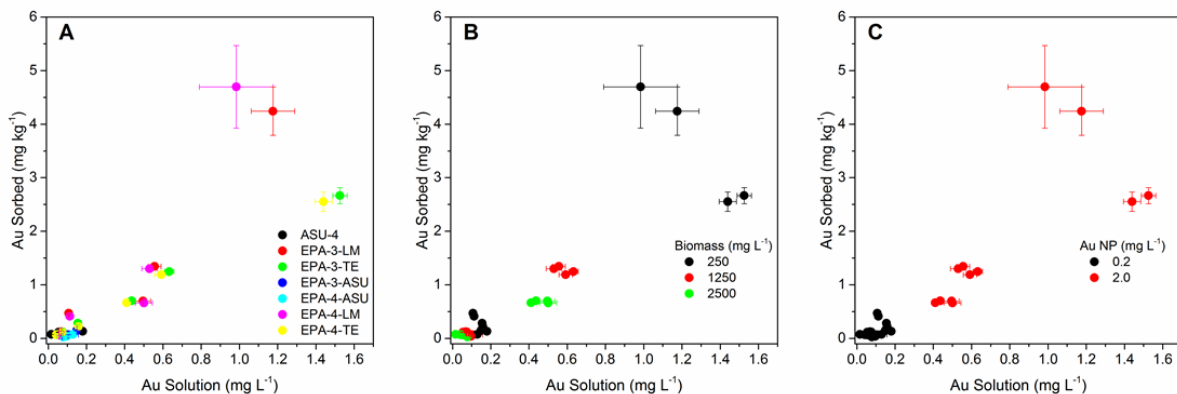 A
6
5
4
3
2
1
0
Au Sorbed (mg kg⁻¹)
ASU-4
EPA-3-LM
EPA-3-TE
EPA-3-ASU
EPA-4-ASU
EPA-4-LM
EPA-4-TE
0.0 0.2 0.4 0.6 0.8 1.0 1.2 1.4 1.6
Au Solution (mg L⁻¹)
B
6
5
4
3
2
1
0
Au Sorbed (mg kg⁻¹)
Biomass (mg L⁻¹)
250
1250
2500
0.0 0.2 0.4 0.6 0.8 1.0 1.2 1.4 1.6
Au Solution (mg L⁻¹)
C
6
5
4
3
2
1
0
Au Sorbed (mg kg⁻¹)
Au NP (mg L⁻¹)
0.2
2.0
0.0 0.2 0.4 0.6 0.8 1.0 1.2 1.4 1.6
Au Solution (mg L⁻¹)